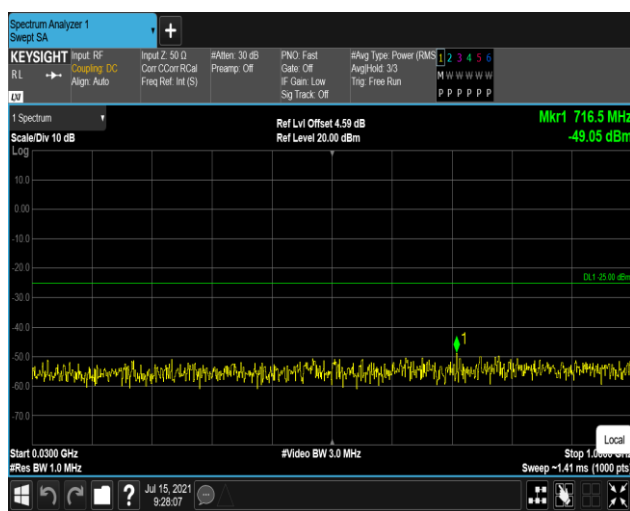 Spectrum Analyzer 1
Swept SA
+
KEYSIGHT
RL
LXI
Input: RF
Coupling: DC
Align: Auto
Input Z: 50 Ω
Corr CCorr RCal
Freq Ref: Int (S)
#Atten: 30 dB
Preamp: Off
PNO: Fast
Gate: Off
IF Gain: Low
Sig Track: Off
#Avg Type: Power (RMS
Avg|Hold: 3/3
Trig: Free Run
1 2 3 4 5 6
M W W W W W
P P P P P P
1 Spectrum
Scale/Div 10 dB
Ref Lvl Offset 4.59 dB
Ref Level 20.00 dBm
Mkr1 716.5 MHz
-49.05 dBm
Log
10.0
0.00
-10.0
-20.0
DL1 -25.00 dBm
-30.0
-40.0
1
-50.0
-60.0
-70.0
Local
Start 0.0300 GHz
#Res BW 1.0 MHz
#Video BW 3.0 MHz
Stop 1.0000 GHz
Sweep ~1.41 ms (1000 pts
?
Jul 15, 2021
9:28:07